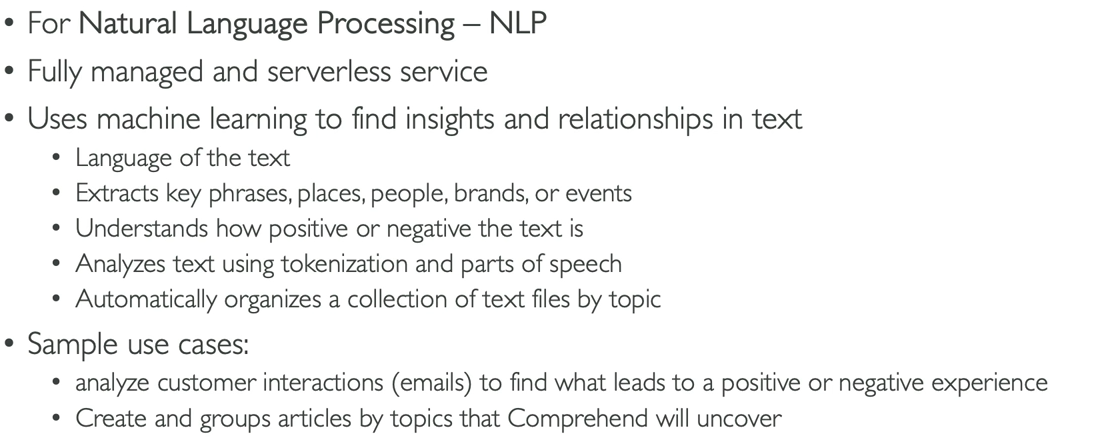 • For Natural Language Processing – NLP
• Fully managed and serverless service
• Uses machine learning to find insights and relationships in text
• Language of the text
• Extracts key phrases, places, people, brands, or events
• Understands how positive or negative the text is
• Analyzes text using tokenization and parts of speech
• Automatically organizes a collection of text files by topic
• Sample use cases:
• analyze customer interactions (emails) to find what leads to a positive or negative experience
• Create and groups articles by topics that Comprehend will uncover